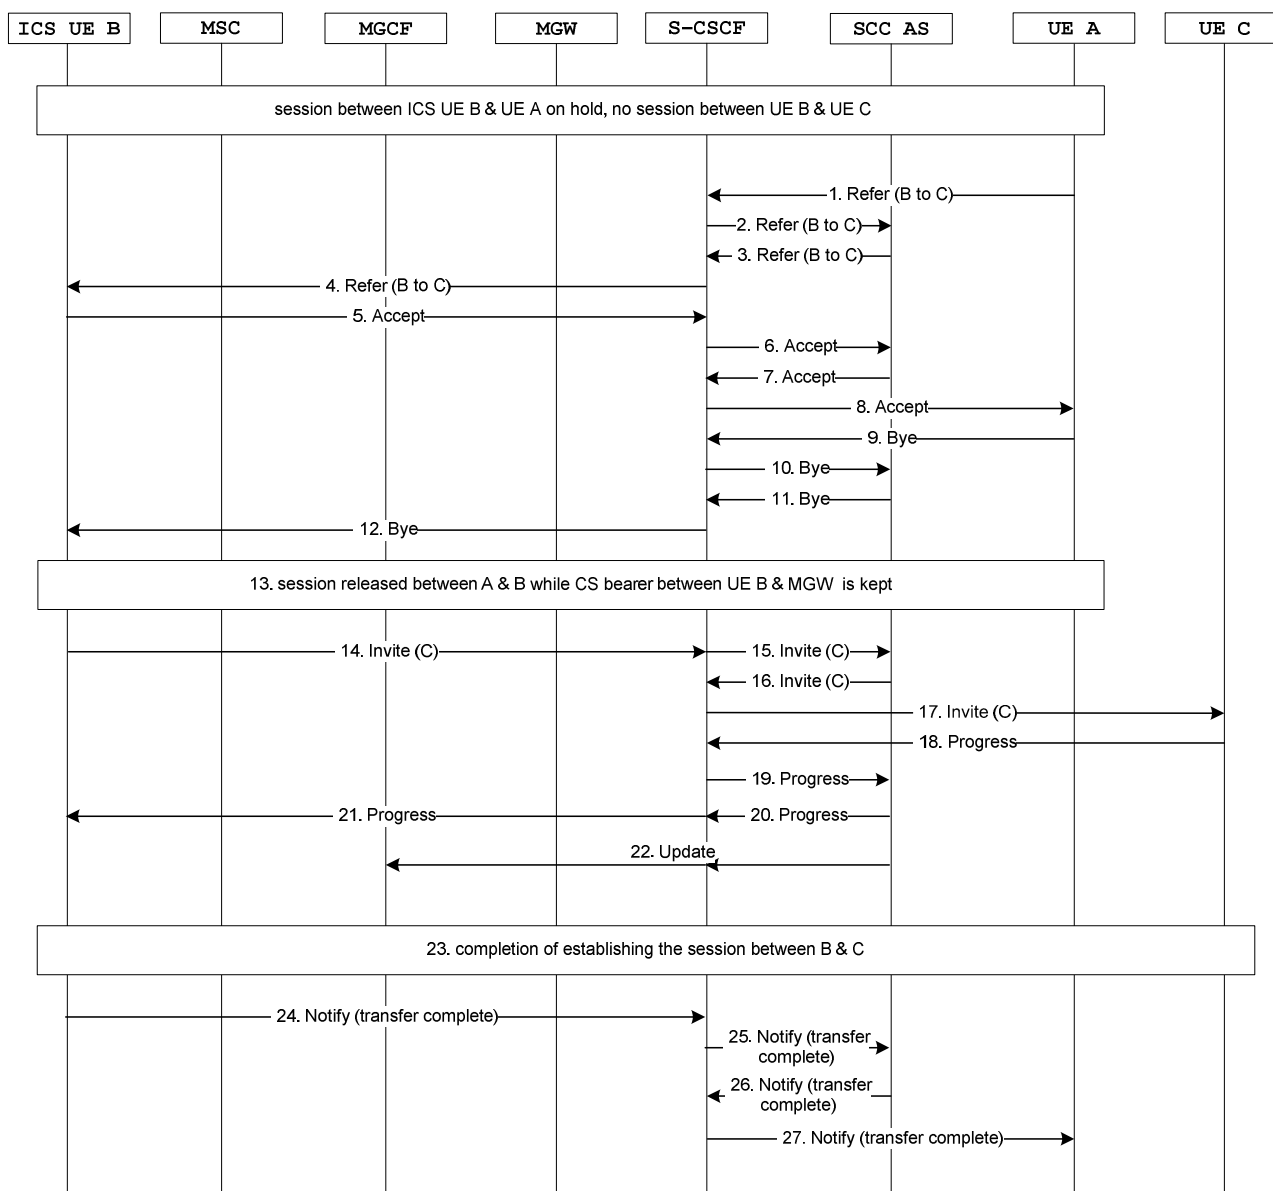 ICS UE B
MSC
MGCF
MGW
S-CSCF
SCC AS
UE A
UE C
session between ICS UE B & UE A on hold, no session between UE B & UE C
1. Refer (B to C)
2. Refer (B to C)
3. Refer (B to C)
4. Refer (B to C)
5. Accept
6. Accept
7. Accept
8. Accept
9. Bye
10. Bye
11. Bye
12. Bye
13. session released between A & B while CS bearer between UE B & MGW is kept
14. Invite (C)
15. Invite (C)
16. Invite (C)
17. Invite (C)
18. Progress
19. Progress
21. Progress
20. Progress
22. Update
23. completion of establishing the session between B & C
24. Notify (transfer complete)
25. Notify (transfer
complete)
26. Notify (transfer
complete)
27. Notify (transfer complete)